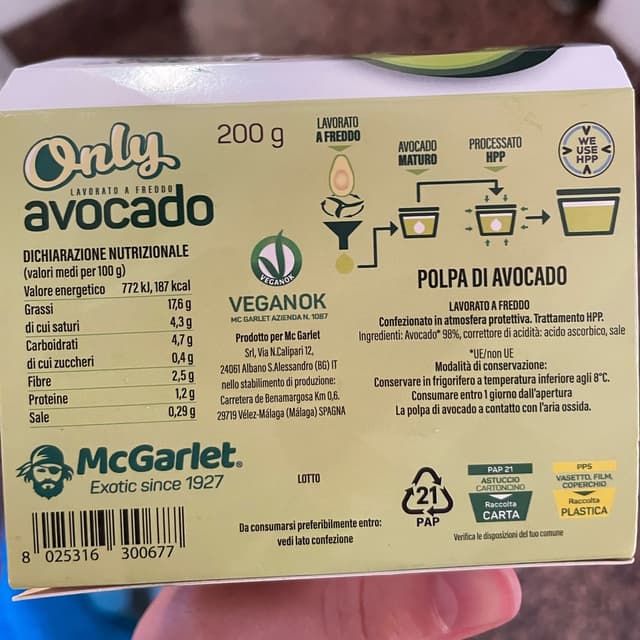 Only
LAVORATO A FREDDO
avocado
200 g
DICHIARAZIONE NUTRIZIONALE
(valori medi per 100 g)
Valore energetico 772 kJ, 187 kcal
Grassi 17,6 g
di cui saturi 4,3 g
Carboidrati 4,7 g
di cui zuccheri 0,4 g
Fibre 2,5 g
Proteine 1,2 g
Sale 0,29 g
VEGANOK
VEGANOK
MC GARLET AZIENDA N. 1087
Prodotto per Mc Garlet
Srl, Via N.Calipari 12,
24061 Albano S.Alessandro (BG) IT
nello stabilimento di produzione:
Carretera de Benamargosa Km 0,6.
29719 Vélez-Málaga (Málaga) SPAGNA
LAVORATO
A FREDDO
AVOCADO
MATURO
PROCESSATO
HPP
WE
USE
HPP
POLPA DI AVOCADO
LAVORATO A FREDDO
Confezionato in atmosfera protettiva. Trattamento HPP.
Ingredienti: Avocado* 98%, correttore di acidità: acido ascorbico, sale
*UE/non UE
Modalità di conservazione:
Conservare in frigorifero a temperatura inferiore agli 8°C.
Consumare entro 1 giorno dall'apertura
La polpa di avocado a contatto con l'aria ossida.
McGarlet®
Exotic since 1927
8 025316 300677
LOTTO
Da consumarsi preferibilmente entro:
vedi lato confezione
21
PAP
PAP 21
ASTUCCIO
CARTONCINO
Raccolta
CARTA
PP5
VASETTO, FILM,
COPERCHIO
Raccolta
PLASTICA
Verifica le disposizioni del tuo comune